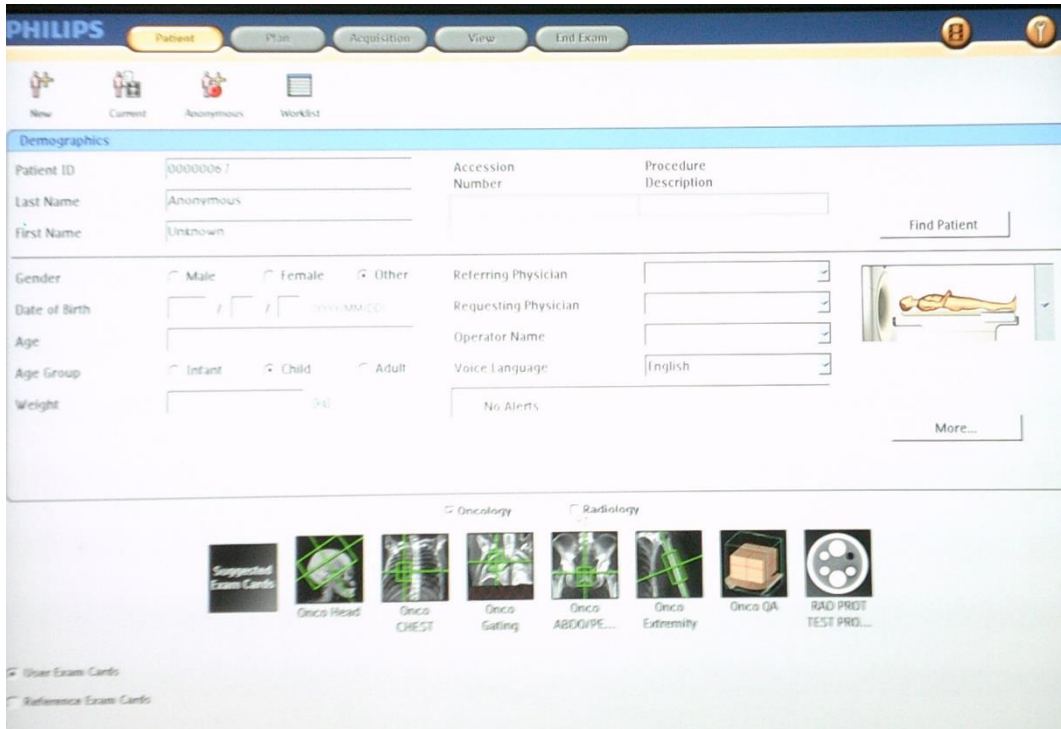 PHILIPS
Patient Plan Acquisition View End Exam
New Current Anonymous Worklist
Demographics
Patient ID 00000067 Accession Number Procedure Description
Last Name Anonymous
First Name Unknown Find Patient
Gender Male Female Other Referring Physician
Date of Birth / / Requesting Physician
Age Operator Name
Age Group Infant Child Adult Voice Language English
Weight No Alerts
More...
Oncology Radiology
Suggested Exam Cards
Onco Head
Onco CHEST
Onco Gating
Onco ABDO/PE...
Onco Extremity
Onco QA
RAD PROT TEST PRO...
User Exam Cards
Reference Exam Cards